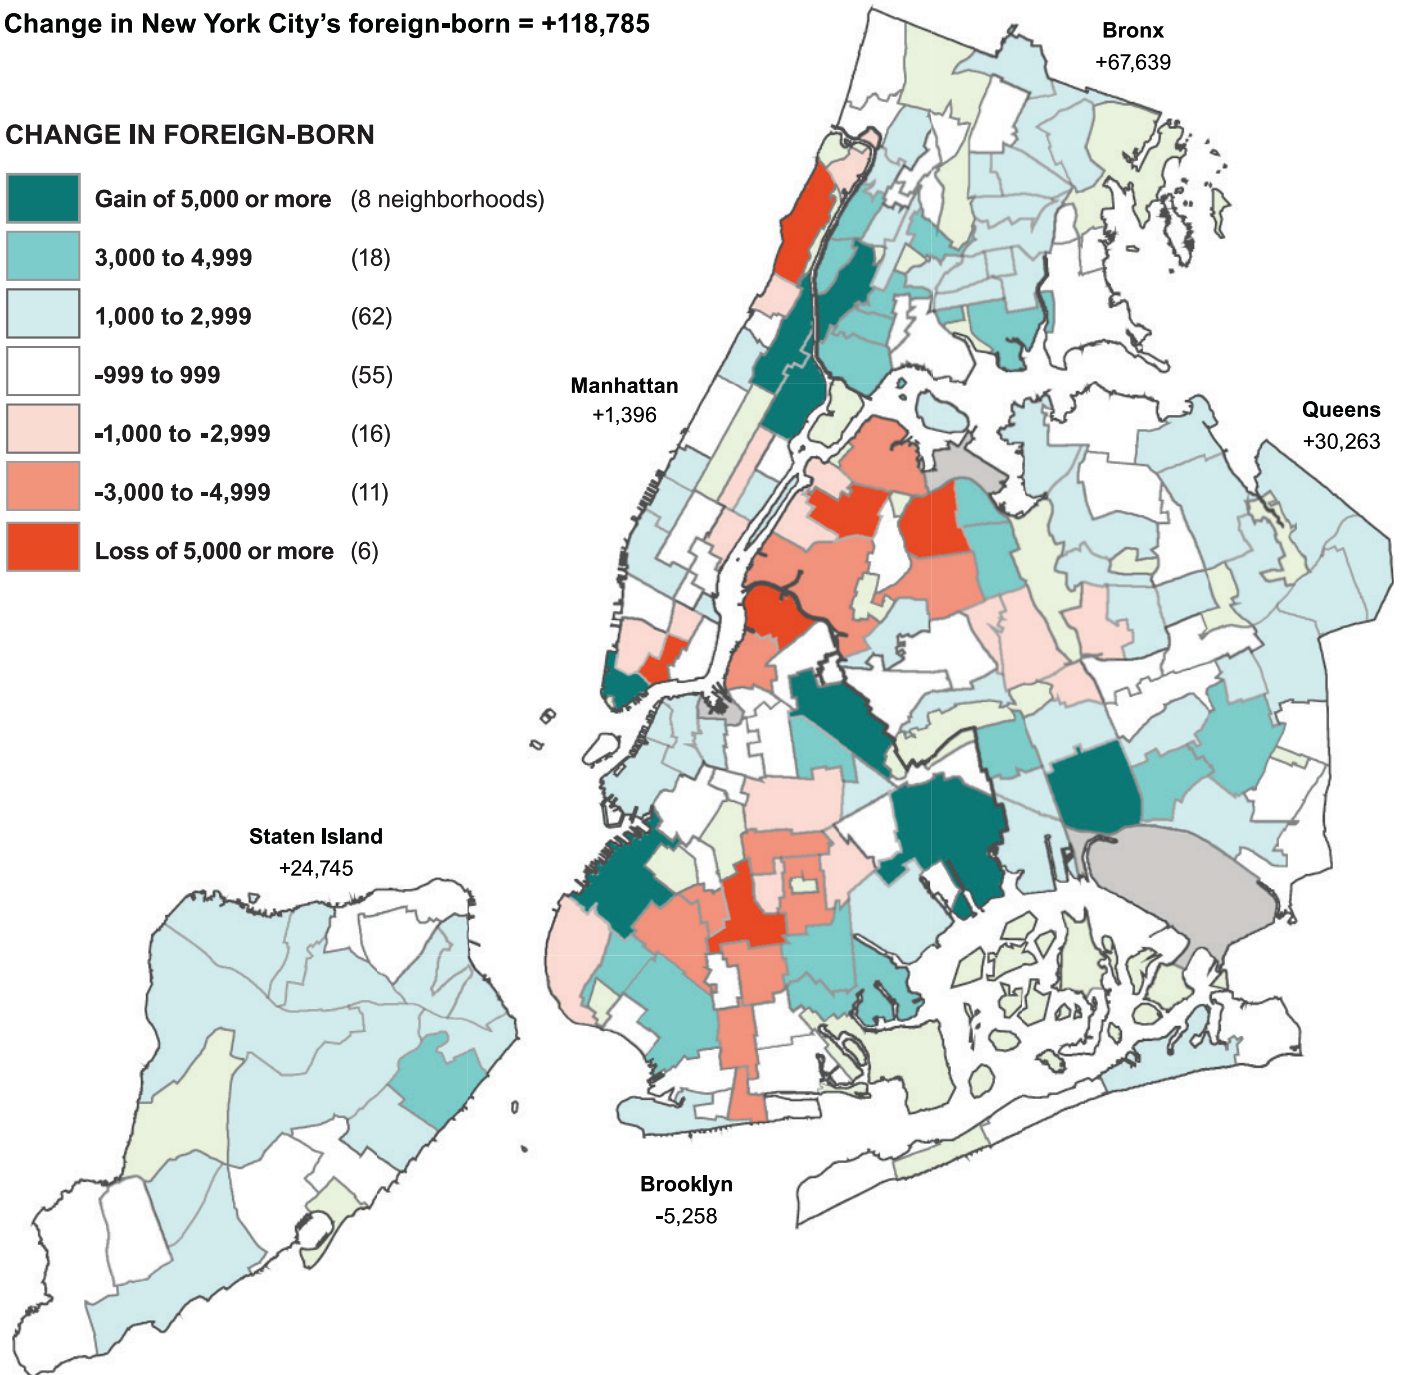 Change in New York City’s foreign-born = +118,785
Bronx
+67,639
CHANGE IN FOREIGN-BORN
Gain of 5,000 or more (8 neighborhoods)
3,000 to 4,999 (18)
1,000 to 2,999 (62)
-999 to 999 (55)
-1,000 to -2,999 (16)
-3,000 to -4,999 (11)
Loss of 5,000 or more (6)
Manhattan
+1,396
Queens
+30,263
Staten Island
+24,745
Brooklyn
-5,258